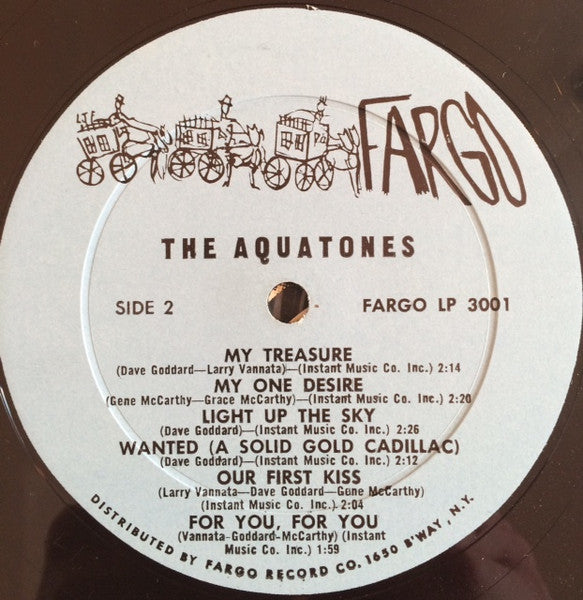 FARGO
THE AQUATONES
SIDE 2
FARGO LP 3001
MY TREASURE
(Dave Goddard—Larry Vannata)—(Instant Music Co. Inc.) 2:14
MY ONE DESIRE
(Gene McCarthy—Grace McCarthy)—(Instant Music Co. Inc.) 2:20
LIGHT UP THE SKY
(Dave Goddard)—(Instant Music Co. Inc.) 2:26
WANTED (A SOLID GOLD CADILLAC)
(Dave Goddard)—(Instant Music Co. Inc.) 2:12
OUR FIRST KISS
(Larry Vannata—Dave Goddard—Gene McCarthy)
(Instant Music Co. Inc.) 2:04
FOR YOU, FOR YOU
(Vannata-Goddard-McCarthy) (Instant
Music Co. Inc.) 1:59
DISTRIBUTED BY FARGO RECORD CO. 1650 B'WAY, N.Y.